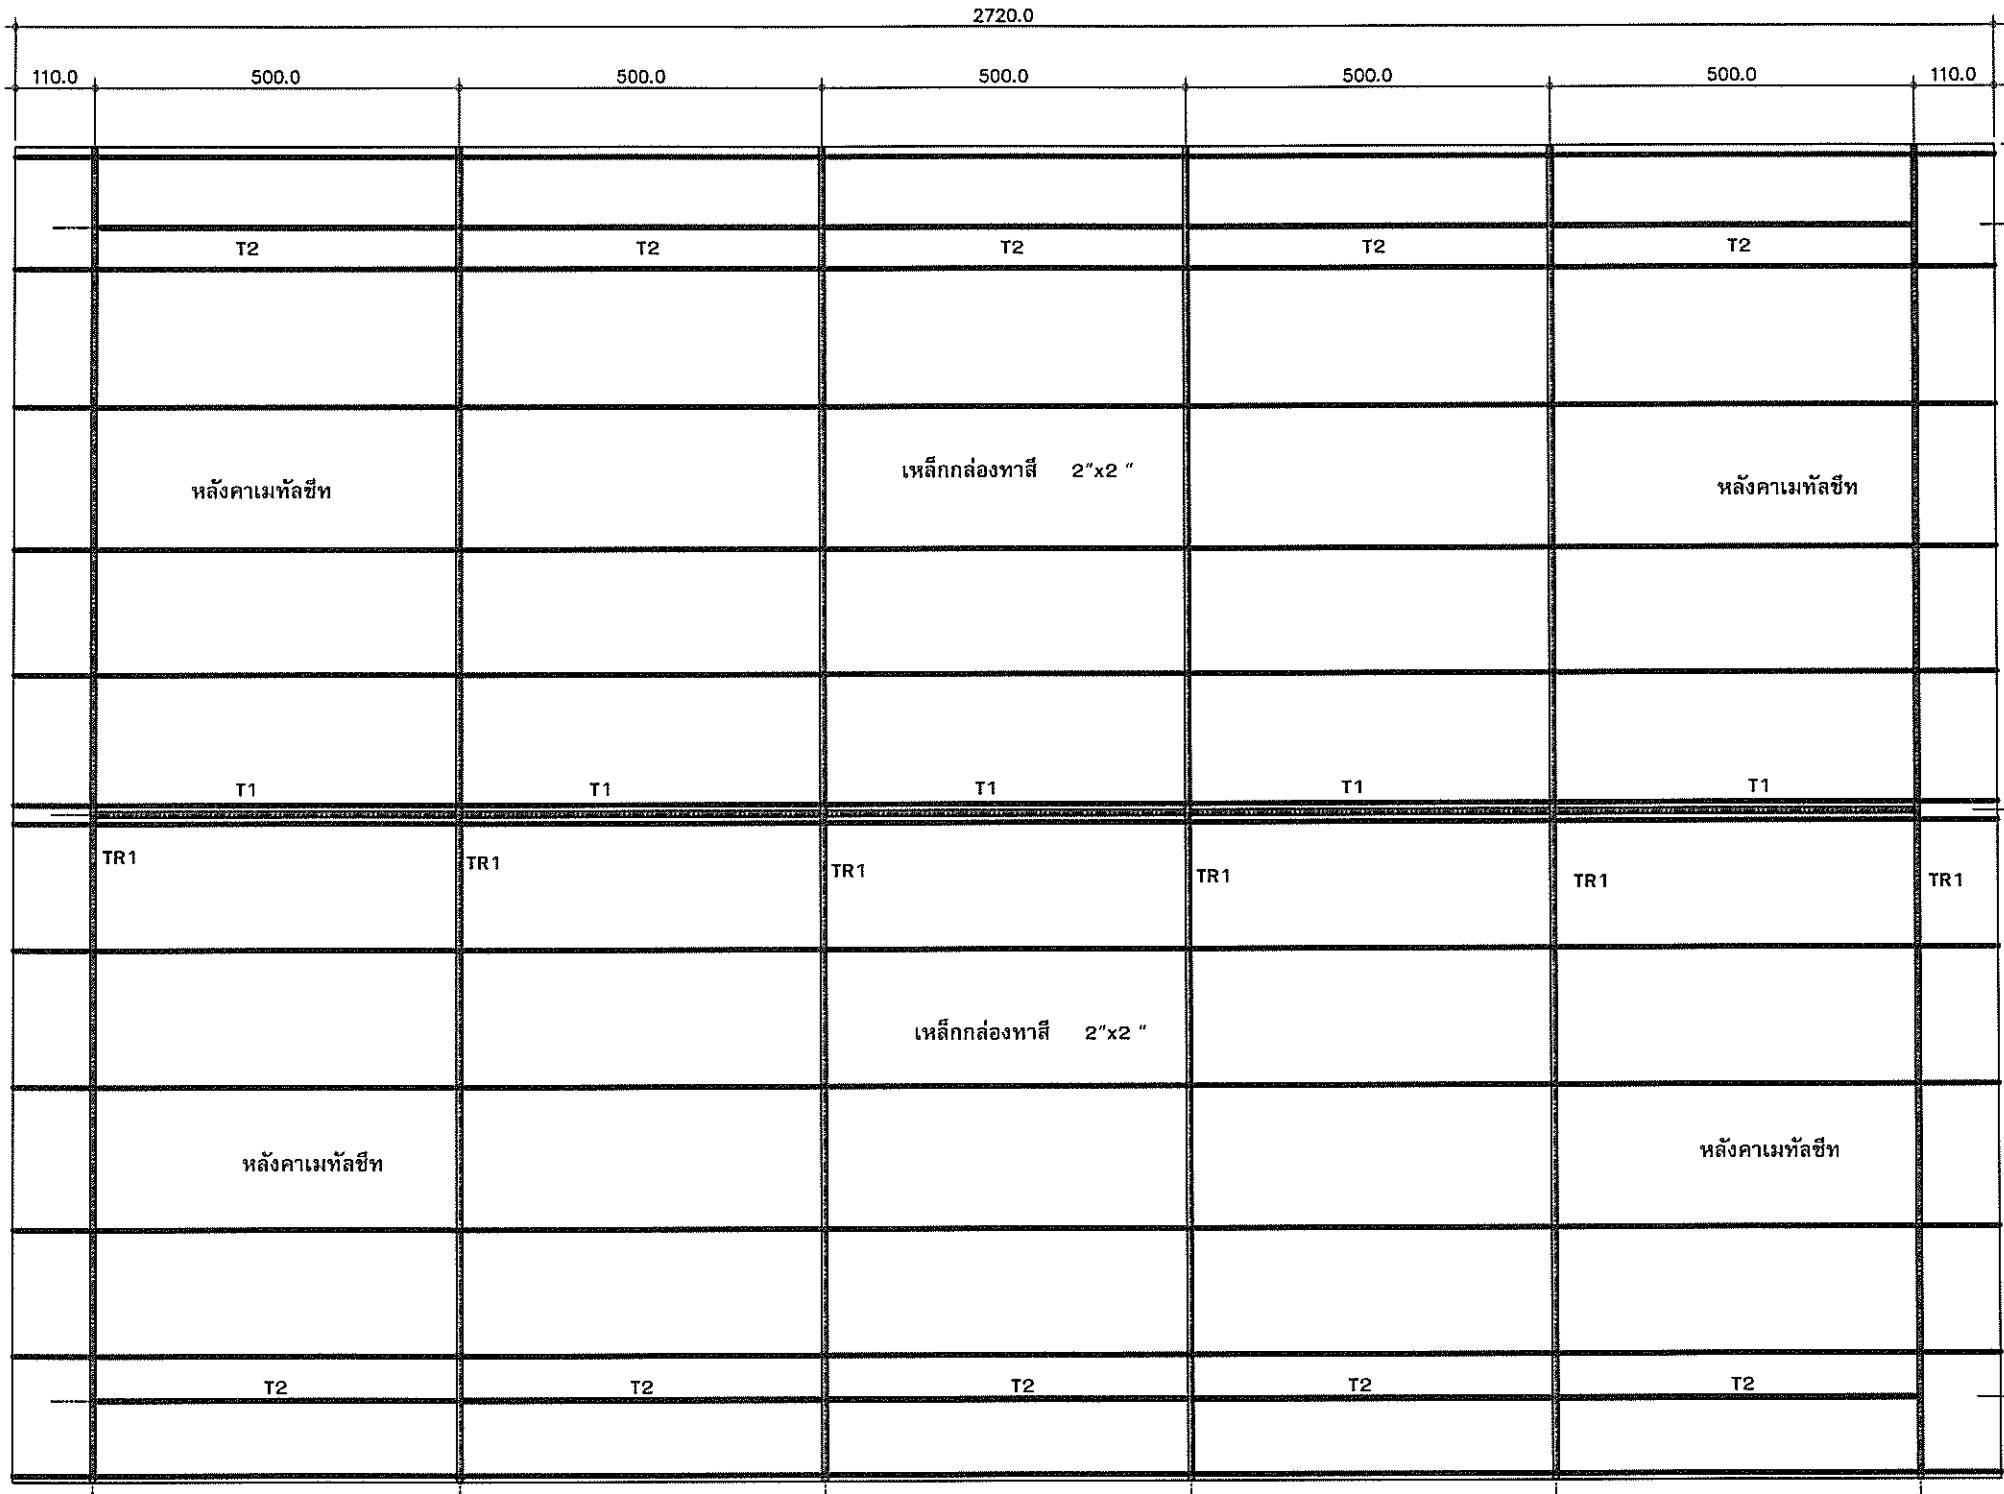 2720.0
110.0 500.0 500.0 500.0 500.0 500.0 110.0
T2 T2 T2 T2 T2
เหล็กกล่องทาสี 2"x2 "
หลังคาเมทัลชีท หลังคาเมทัลชีท
T1 T1 T1 T1 T1
TR1 TR1 TR1 TR1 TR1 TR1
เหล็กกล่องทาสี 2"x2 "
หลังคาเมทัลชีท หลังคาเมทัลชีท
T2 T2 T2 T2 T2